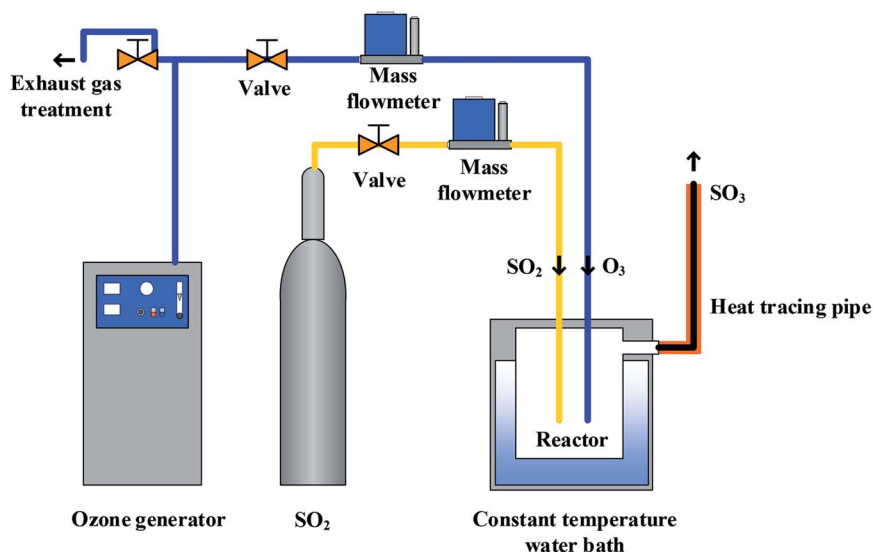 Exhaust gas
treatment
Valve
Mass
flowmeter
Valve
Mass
flowmeter
SO₃
SO₂
O₃
Heat tracing pipe
Reactor
Ozone generator
SO₂
Constant temperature
water bath